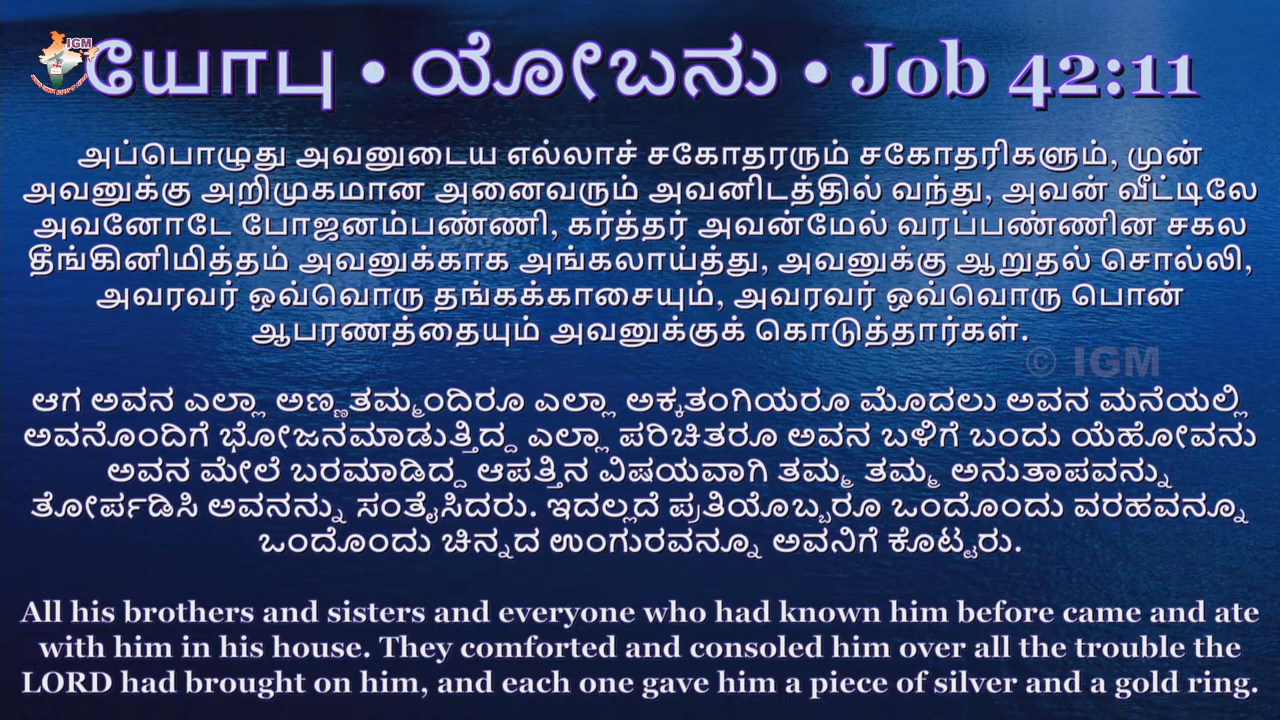 IGM
யோபு • ಯೋಬನು • Job 42:11
அப்பொழுது அவனுடைய எல்லாச் சகோதரரும் சகோதரிகளும், முன்
அவனுக்கு அறிமுகமான அனைவரும் அவனிடத்தில் வந்து, அவன் வீட்டிலே
அவனோடே போஜனம்பண்ணி, கர்த்தர் அவன்மேல் வரப்பண்ணின சகல
தீங்கினிமித்தம் அவனுக்காக அங்கலாய்த்து, அவனுக்கு ஆறுதல் சொல்லி,
அவரவர் ஒவ்வொரு தங்கக்காசையும், அவரவர் ஒவ்வொரு பொன்
ஆபரணத்தையும் அவனுக்குக் கொடுத்தார்கள்.
© IGM
ಆಗ ಅವನ ಎಲ್ಲಾ ಅಣ್ಣತಮ್ಮಂದಿರೂ ಎಲ್ಲಾ ಅಕ್ಕತಂಗಿಯರೂ ಮೊದಲು ಅವನ ಮನೆಯಲ್ಲಿ
ಅವನೊಂದಿಗೆ ಭೋಜನಮಾಡುತ್ತಿದ್ದ ಎಲ್ಲಾ ಪರಿಚಿತರೂ ಅವನ ಬಳಿಗೆ ಬಂದು ಯೆಹೋವನು
ಅವನ ಮೇಲೆ ಬರಮಾಡಿದ್ದ ಆಪತ್ತಿನ ವಿಷಯವಾಗಿ ತಮ್ಮ ತಮ್ಮ ಅನುತಾಪವನ್ನು
ತೋರ್ಪಡಿಸಿ ಅವನನ್ನು ಸಂತೈಸಿದರು. ಇದಲ್ಲದೆ ಪ್ರತಿಯೊಬ್ಬರೂ ಒಂದೊಂದು ವರಹವನ್ನೂ
ಒಂದೊಂದು ಚಿನ್ನದ ಉಂಗುರವನ್ನೂ ಅವನಿಗೆ ಕೊಟ್ಟರು.
All his brothers and sisters and everyone who had known him before came and ate
with him in his house. They comforted and consoled him over all the trouble the
LORD had brought on him, and each one gave him a piece of silver and a gold ring.